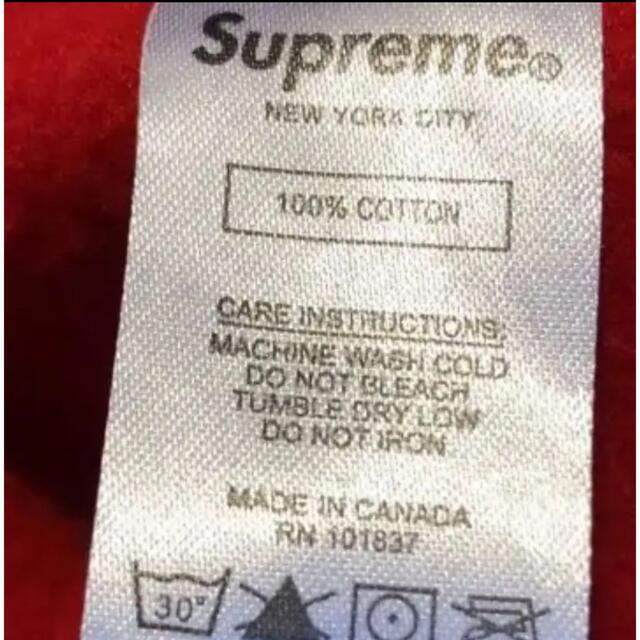 Supreme®
NEW YORK CITY
100% COTTON
CARE INSTRUCTIONS:
MACHINE WASH COLD
DO NOT BLEACH
TUMBLE DRY LOW
DO NOT IRON
MADE IN CANADA
RN 101837
30°